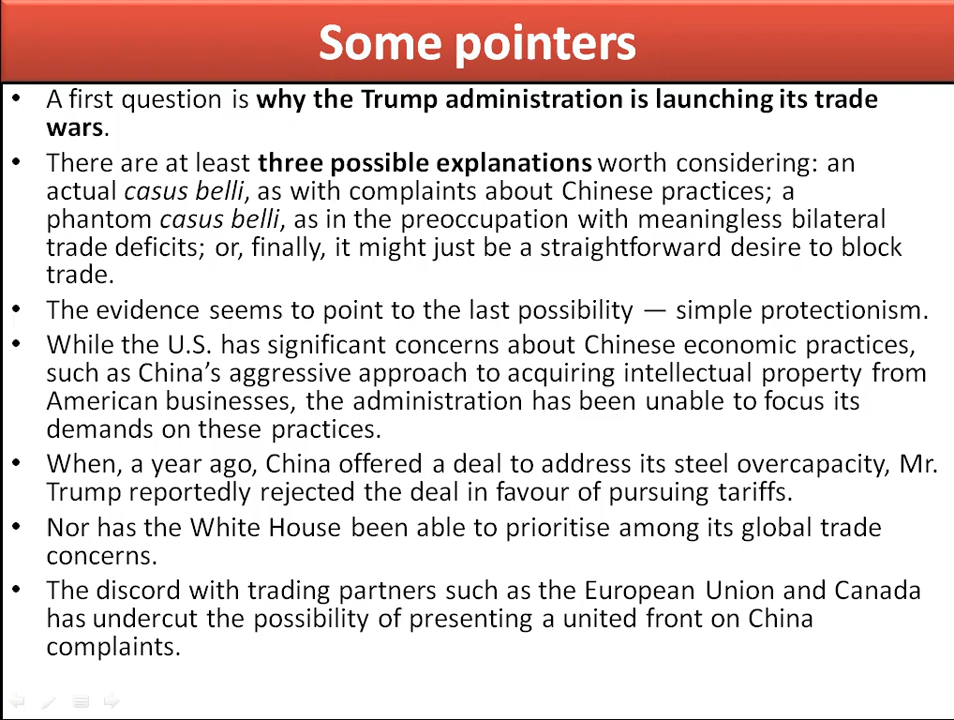 Some pointers
• A first question is why the Trump administration is launching its trade
wars.
• There are at least three possible explanations worth considering: an
actual casus belli, as with complaints about Chinese practices; a
phantom casus belli, as in the preoccupation with meaningless bilateral
trade deficits; or, finally, it might just be a straightforward desire to block
trade.
• The evidence seems to point to the last possibility — simple protectionism.
• While the U.S. has significant concerns about Chinese economic practices,
such as China’s aggressive approach to acquiring intellectual property from
American businesses, the administration has been unable to focus its
demands on these practices.
• When, a year ago, China offered a deal to address its steel overcapacity, Mr.
Trump reportedly rejected the deal in favour of pursuing tariffs.
• Nor has the White House been able to prioritise among its global trade
concerns.
• The discord with trading partners such as the European Union and Canada
has undercut the possibility of presenting a united front on China
complaints.